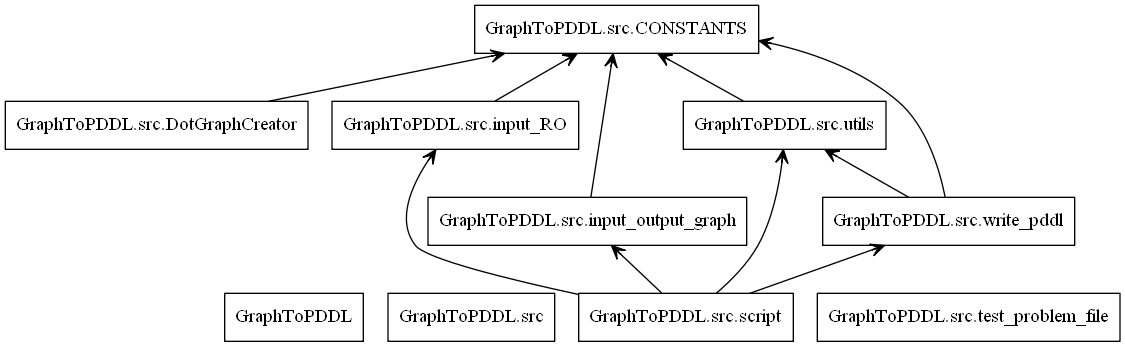 GraphToPDDL.src.CONSTANTS
GraphToPDDL.src.DotGraphCreator
GraphToPDDL.src.input_RO
GraphToPDDL.src.utils
GraphToPDDL.src.input_output_graph
GraphToPDDL.src.write_pddl
GraphToPDDL
GraphToPDDL.src
GraphToPDDL.src.script
GraphToPDDL.src.test_problem_file